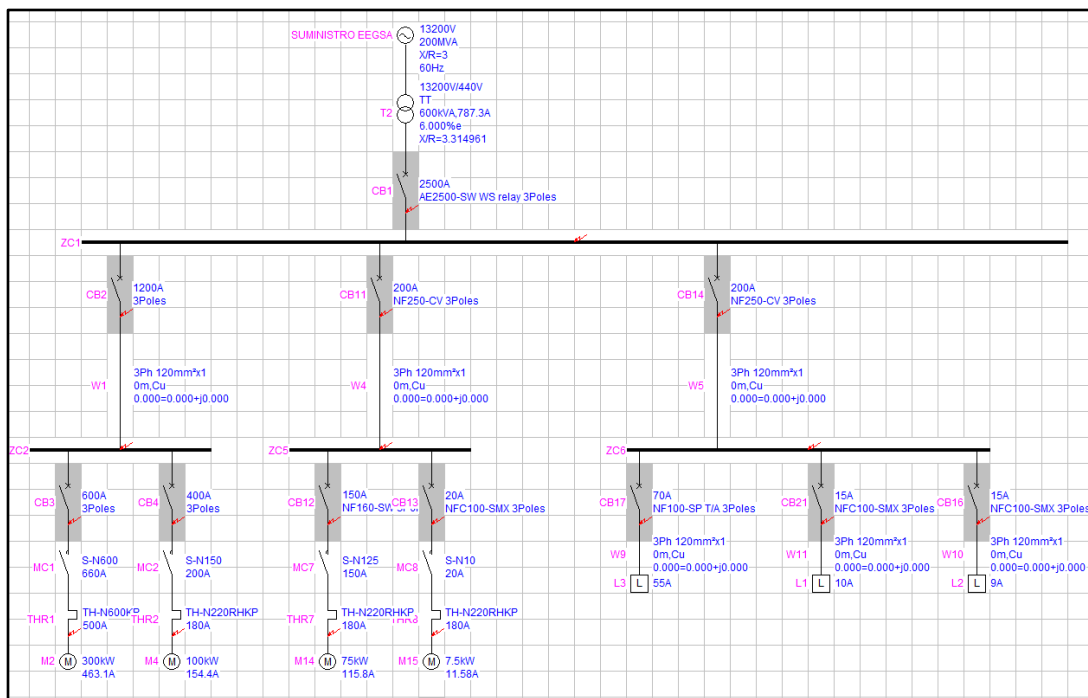 SUMINISTRO EEGSA
13200V
200MVA
X/R=3
60Hz
T2
13200V/440V
TT
600kVA,787.3A
6.000%e
X/R=3.314961
CB1
2500A
AE2500-SW WS relay 3Poles
ZC1
CB2
1200A
3Poles
CB11
200A
NF250-CV 3Poles
CB14
200A
NF250-CV 3Poles
W1
3Ph 120mm²x1
0m,Cu
0.000=0.000+j0.000
W4
3Ph 120mm²x1
0m,Cu
0.000=0.000+j0.000
W5
3Ph 120mm²x1
0m,Cu
0.000=0.000+j0.000
ZC2
ZC5
ZC6
CB3
600A
3Poles
CB4
400A
3Poles
CB12
150A
NF160-SW
CB13
20A
NFC100-SMX 3Poles
CB17
70A
NF100-SP T/A 3Poles
CB21
15A
NFC100-SMX 3Poles
CB16
15A
NFC100-SMX 3Poles
MC1
S-N600
660A
MC2
S-N150
200A
MC7
S-N125
150A
MC8
S-N10
20A
W9
3Ph 120mm²x1
0m,Cu
0.000=0.000+j0.000
W11
3Ph 120mm²x1
0m,Cu
0.000=0.000+j0.000
W10
3Ph 120mm²x1
0m,Cu
0.000=0.000+j0.000
L3
L
55A
L1
L
10A
L2
L
9A
THR1
TH-N600KP
500A
THR2
TH-N220RHKP
180A
THR7
TH-N220RHKP
180A
TH-N220RHKP
180A
M2
M
300kW
463.1A
M4
M
100kW
154.4A
M14
M
75kW
115.8A
M15
M
7.5kW
11.58A